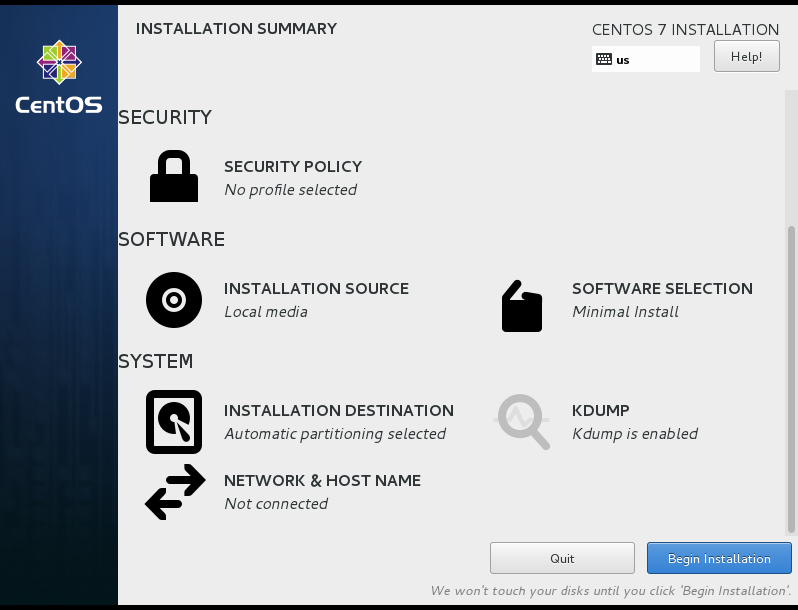 INSTALLATION SUMMARY
CENTOS 7 INSTALLATION
us
Help!
CentOS
SECURITY
SECURITY POLICY
No profile selected
SOFTWARE
INSTALLATION SOURCE
Local media
SOFTWARE SELECTION
Minimal Install
SYSTEM
INSTALLATION DESTINATION
Automatic partitioning selected
KDUMP
Kdump is enabled
NETWORK & HOST NAME
Not connected
Quit
Begin Installation
We won't touch your disks until you click 'Begin Installation'.